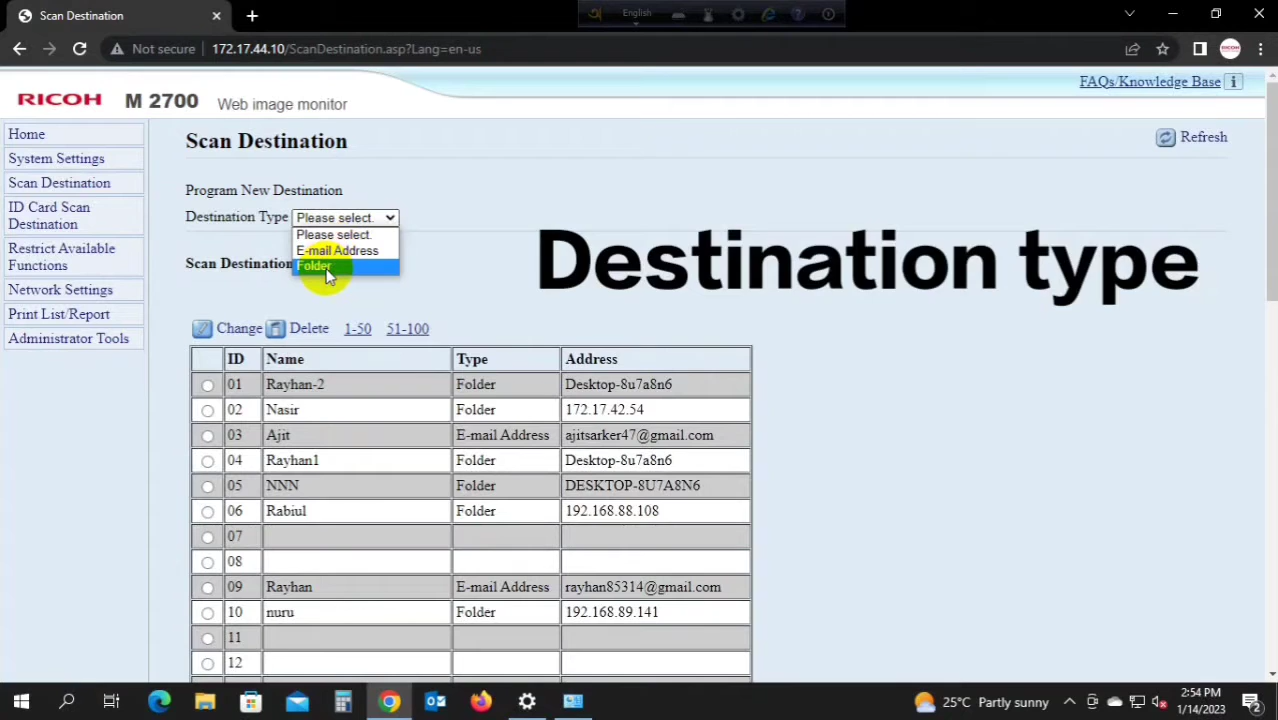 Scan Destination
English
Not secure 172.17.44.10/ScanDestination.asp?Lang=en-us
FAQs/Knowledge Base
RICOH M 2700 Web image monitor
Home
System Settings
Scan Destination
ID Card Scan
Destination
Restrict Available
Functions
Network Settings
Print List/Report
Administrator Tools
Scan Destination
Refresh
Program New Destination
Destination Type Please select.
Please select.
E-mail Address
Folder
Scan Destination
Destination type
Change Delete 1-50 51-100
ID Name Type Address
01 Rayhan-2 Folder Desktop-8u7a8n6
02 Nasir Folder 172.17.42.54
03 Ajit E-mail Address ajitsarker47@gmail.com
04 Rayhan1 Folder Desktop-8u7a8n6
05 NNN Folder DESKTOP-8U7A8N6
06 Rabiul Folder 192.168.88.108
07
08
09 Rayhan E-mail Address rayhan85314@gmail.com
10 nuru Folder 192.168.89.141
11
12
25°C Partly sunny
2:54 PM
1/14/2023
2